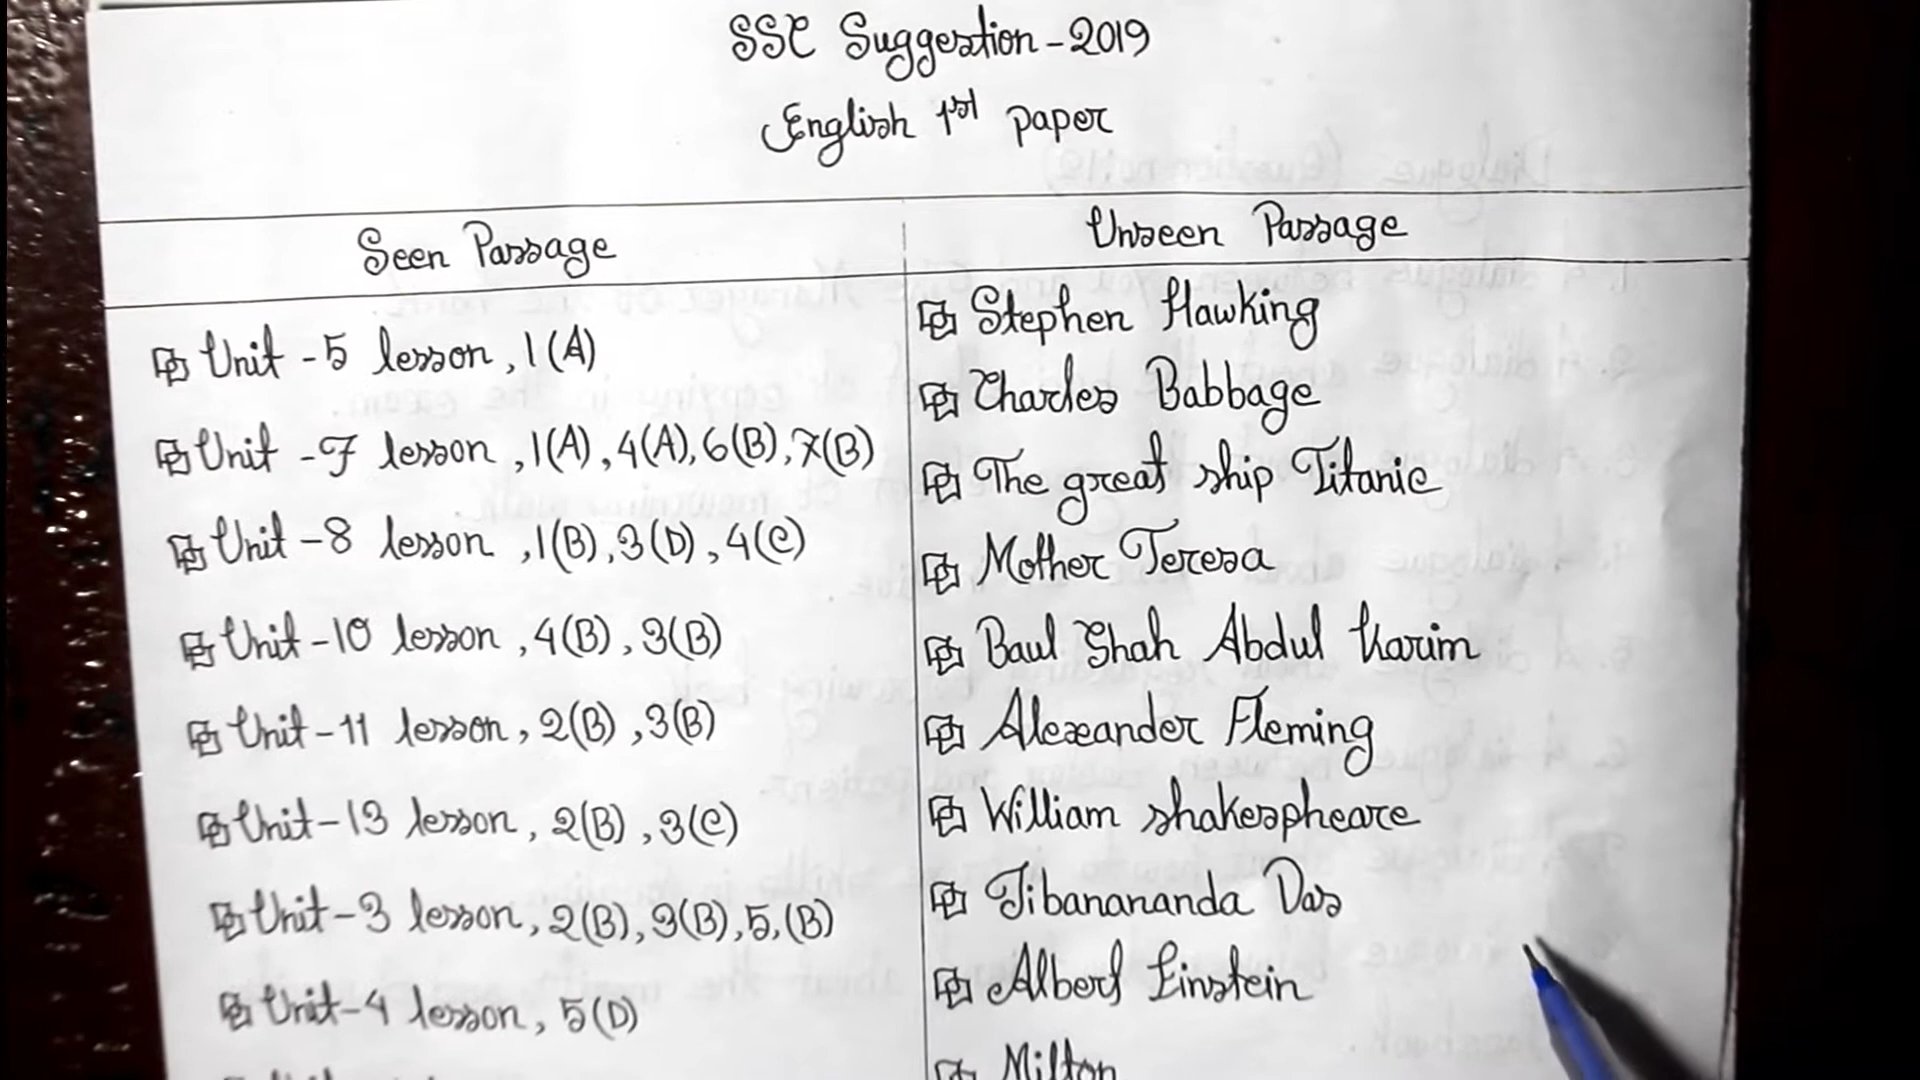 SSC Suggestion - 2019
English 1st paper
Seen Passage
Unit - 5 lesson, 1(A)
Unit - 7 lesson, 1(A), 4(A), 6(B), 7(B)
Unit - 8 lesson, 1(B), 3(D), 4(C)
Unit - 10 lesson, 4(B), 3(B)
Unit - 11 lesson, 2(B), 3(B)
Unit - 13 lesson, 2(B), 3(C)
Unit - 3 lesson, 2(B), 3(B), 5,(B)
Unit - 4 lesson, 5(D)
Unseen Passage
Stephen Hawking
Charles Babbage
The great ship Titanic
Mother Teresa
Baul Shah Abdul Karim
Alexander Fleming
William shakespheare
Jibanananda Das
Albert Einstein
Milton